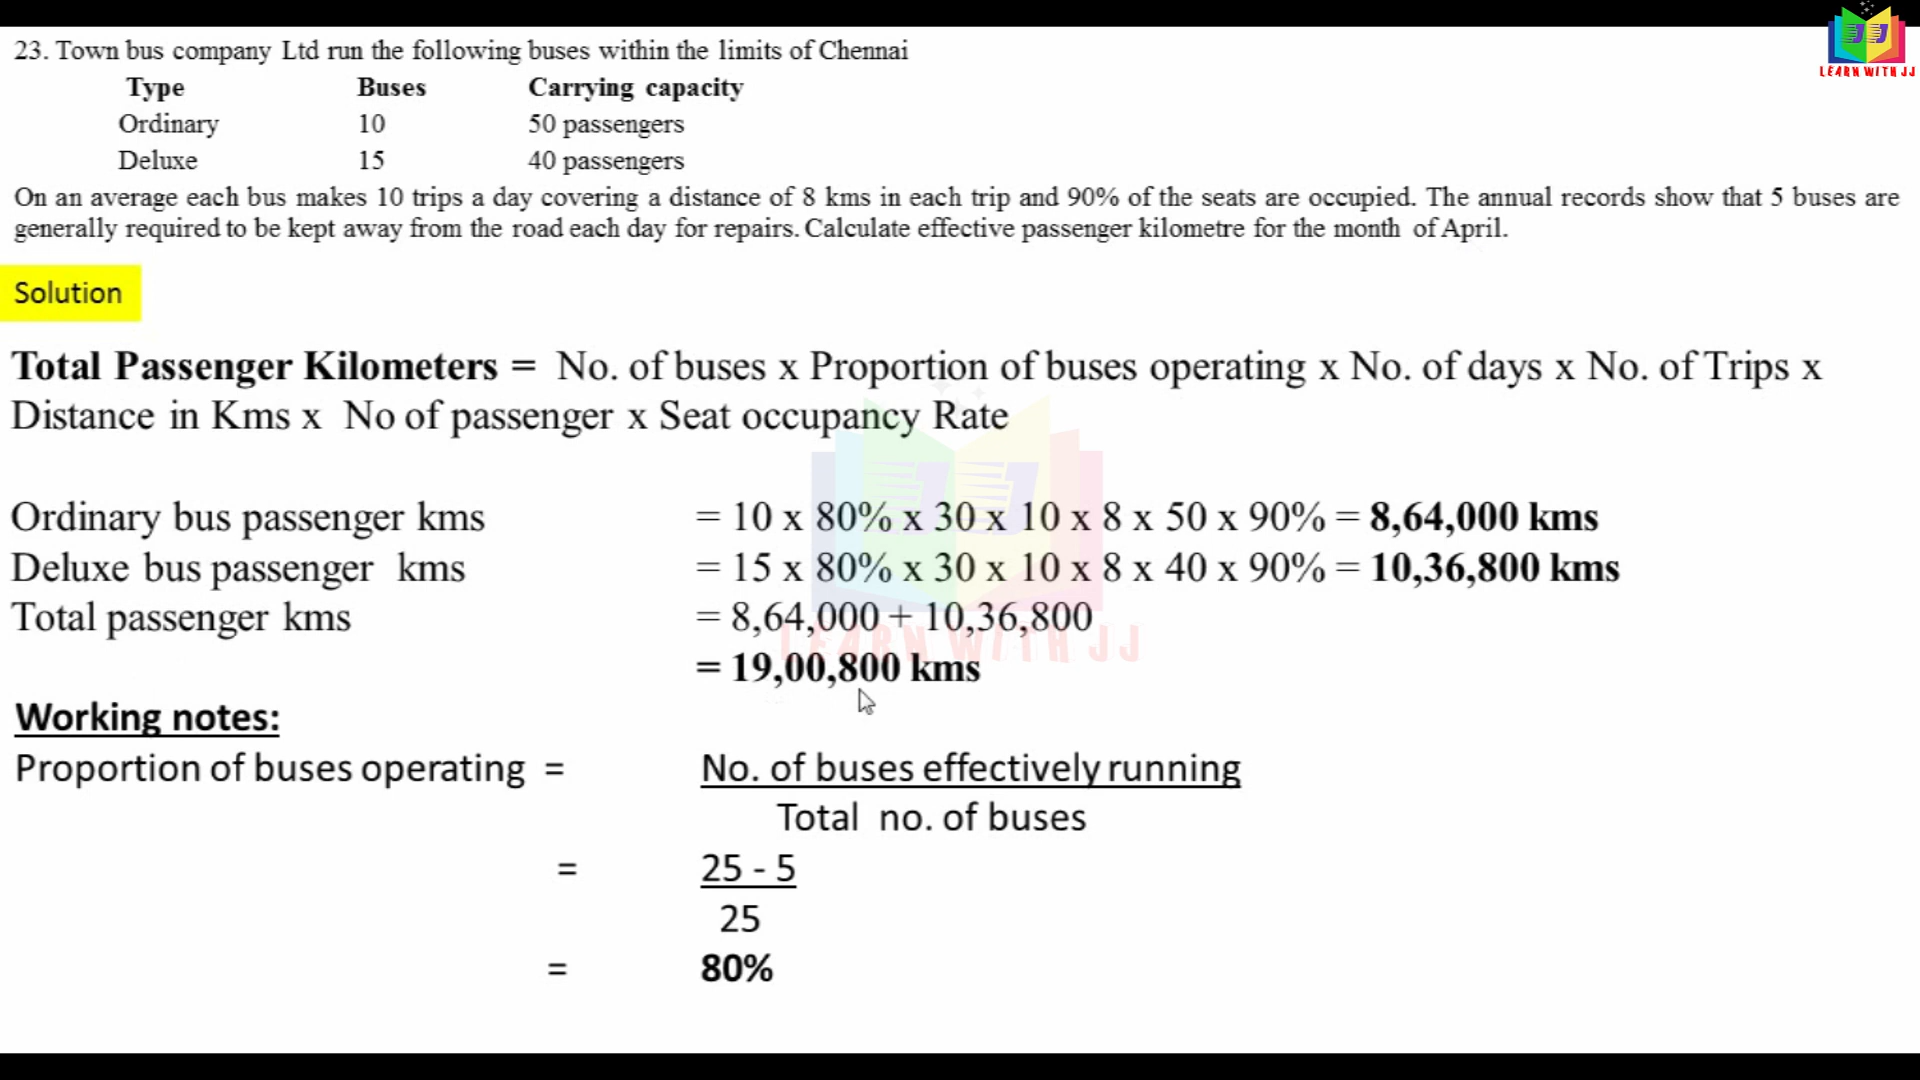 LEARN WITH JJ
23. Town bus company Ltd run the following buses within the limits of Chennai
Type Buses Carrying capacity
Ordinary 10 50 passengers
Deluxe 15 40 passengers
On an average each bus makes 10 trips a day covering a distance of 8 kms in each trip and 90% of the seats are occupied. The annual records show that 5 buses are
generally required to be kept away from the road each day for repairs. Calculate effective passenger kilometre for the month of April.
Solution
Total Passenger Kilometers = No. of buses x Proportion of buses operating x No. of days x No. of Trips x
Distance in Kms x No of passenger x Seat occupancy Rate
Ordinary bus passenger kms = 10 x 80% x 30 x 10 x 8 x 50 x 90% = 8,64,000 kms
Deluxe bus passenger kms = 15 x 80% x 30 x 10 x 8 x 40 x 90% = 10,36,800 kms
Total passenger kms = 8,64,000 + 10,36,800
LEARN WITH JJ
= 19,00,800 kms
Working notes:
Proportion of buses operating = No. of buses effectively running
Total no. of buses
= 25 - 5
25
= 80%